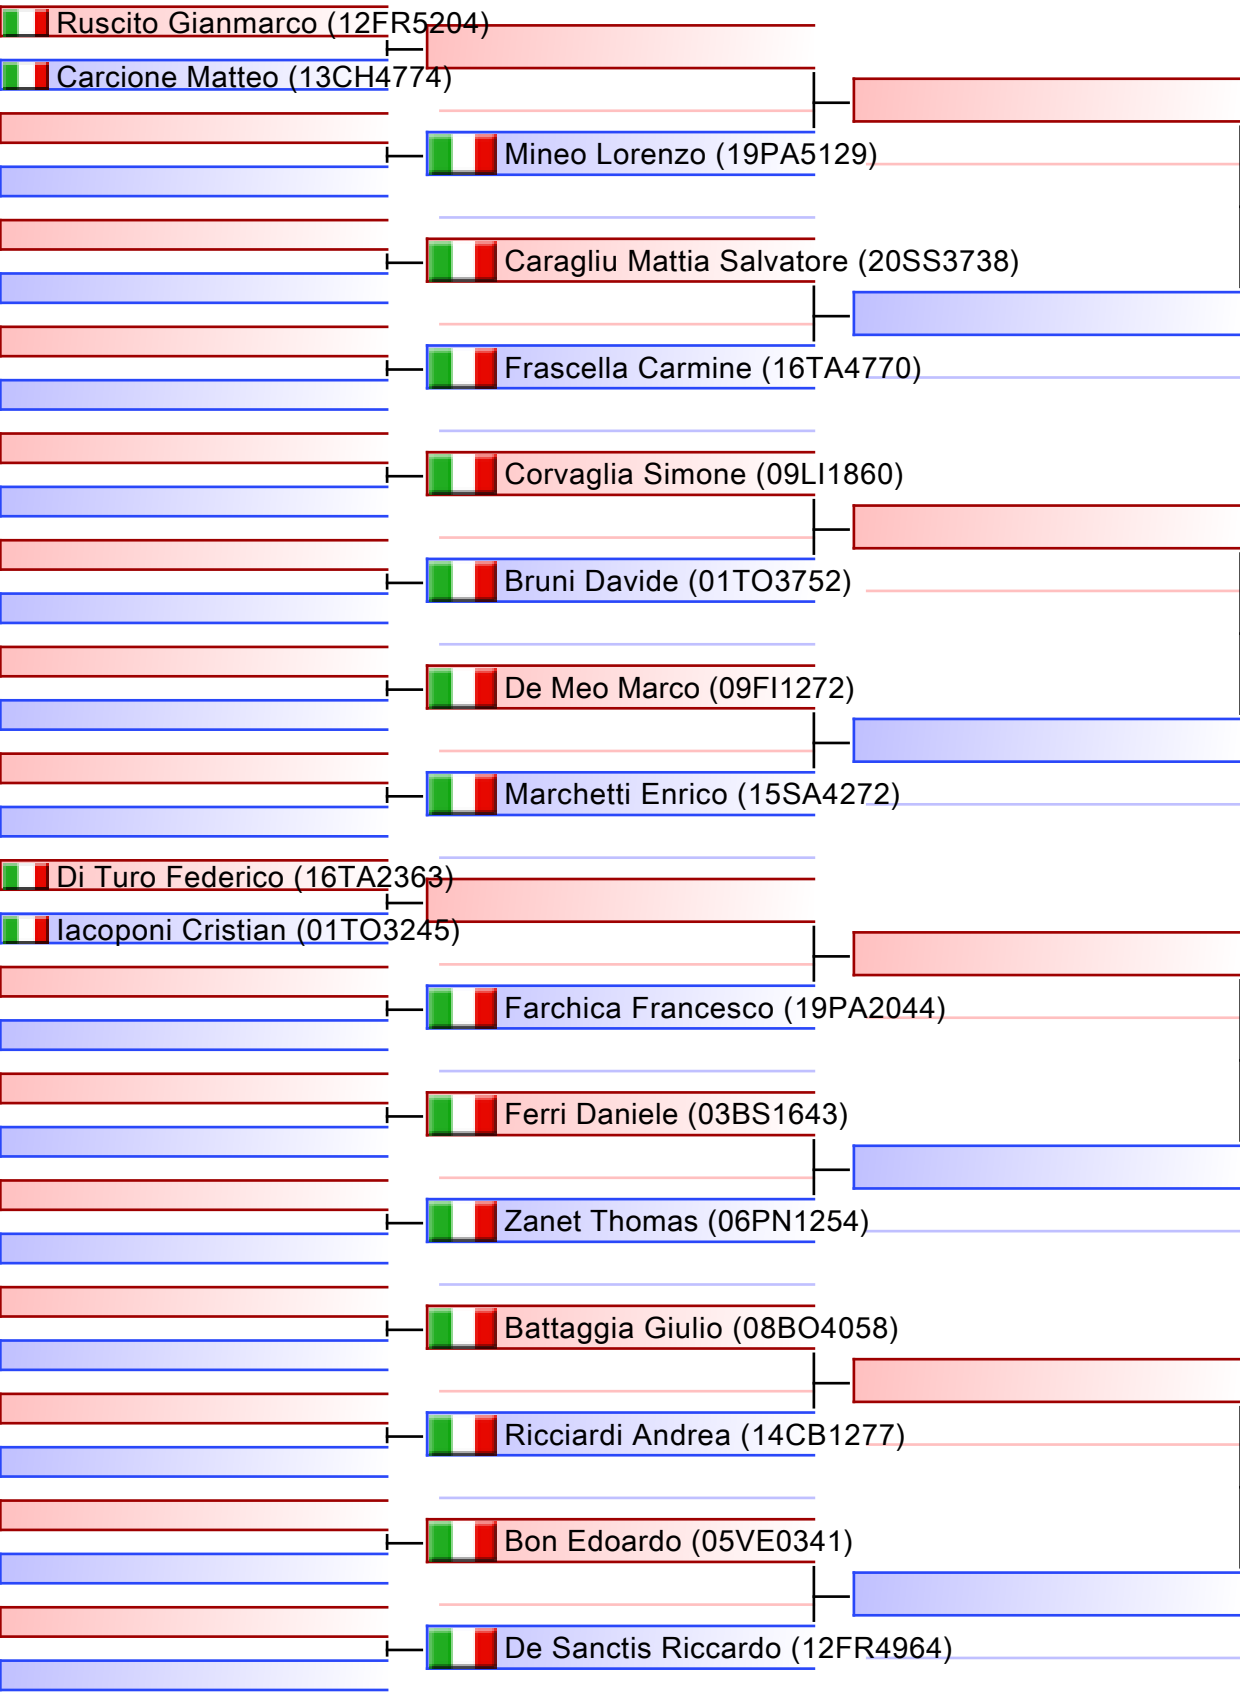 Ruscito Gianmarco (12FR5204)
Carcione Matteo (13CH4774)
Mineo Lorenzo (19PA5129)
Caragliu Mattia Salvatore (20SS3738)
Frascella Carmine (16TA4770)
Corvaglia Simone (09LI1860)
Bruni Davide (01TO3752)
De Meo Marco (09FI1272)
Marchetti Enrico (15SA4272)
Di Turo Federico (16TA2363)
Iacoponi Cristian (01TO3245)
Farchica Francesco (19PA2044)
Ferri Daniele (03BS1643)
Zanet Thomas (06PN1254)
Battaggia Giulio (08BO4058)
Ricciardi Andrea (14CB1277)
Bon Edoardo (05VE0341)
De Sanctis Riccardo (12FR4964)